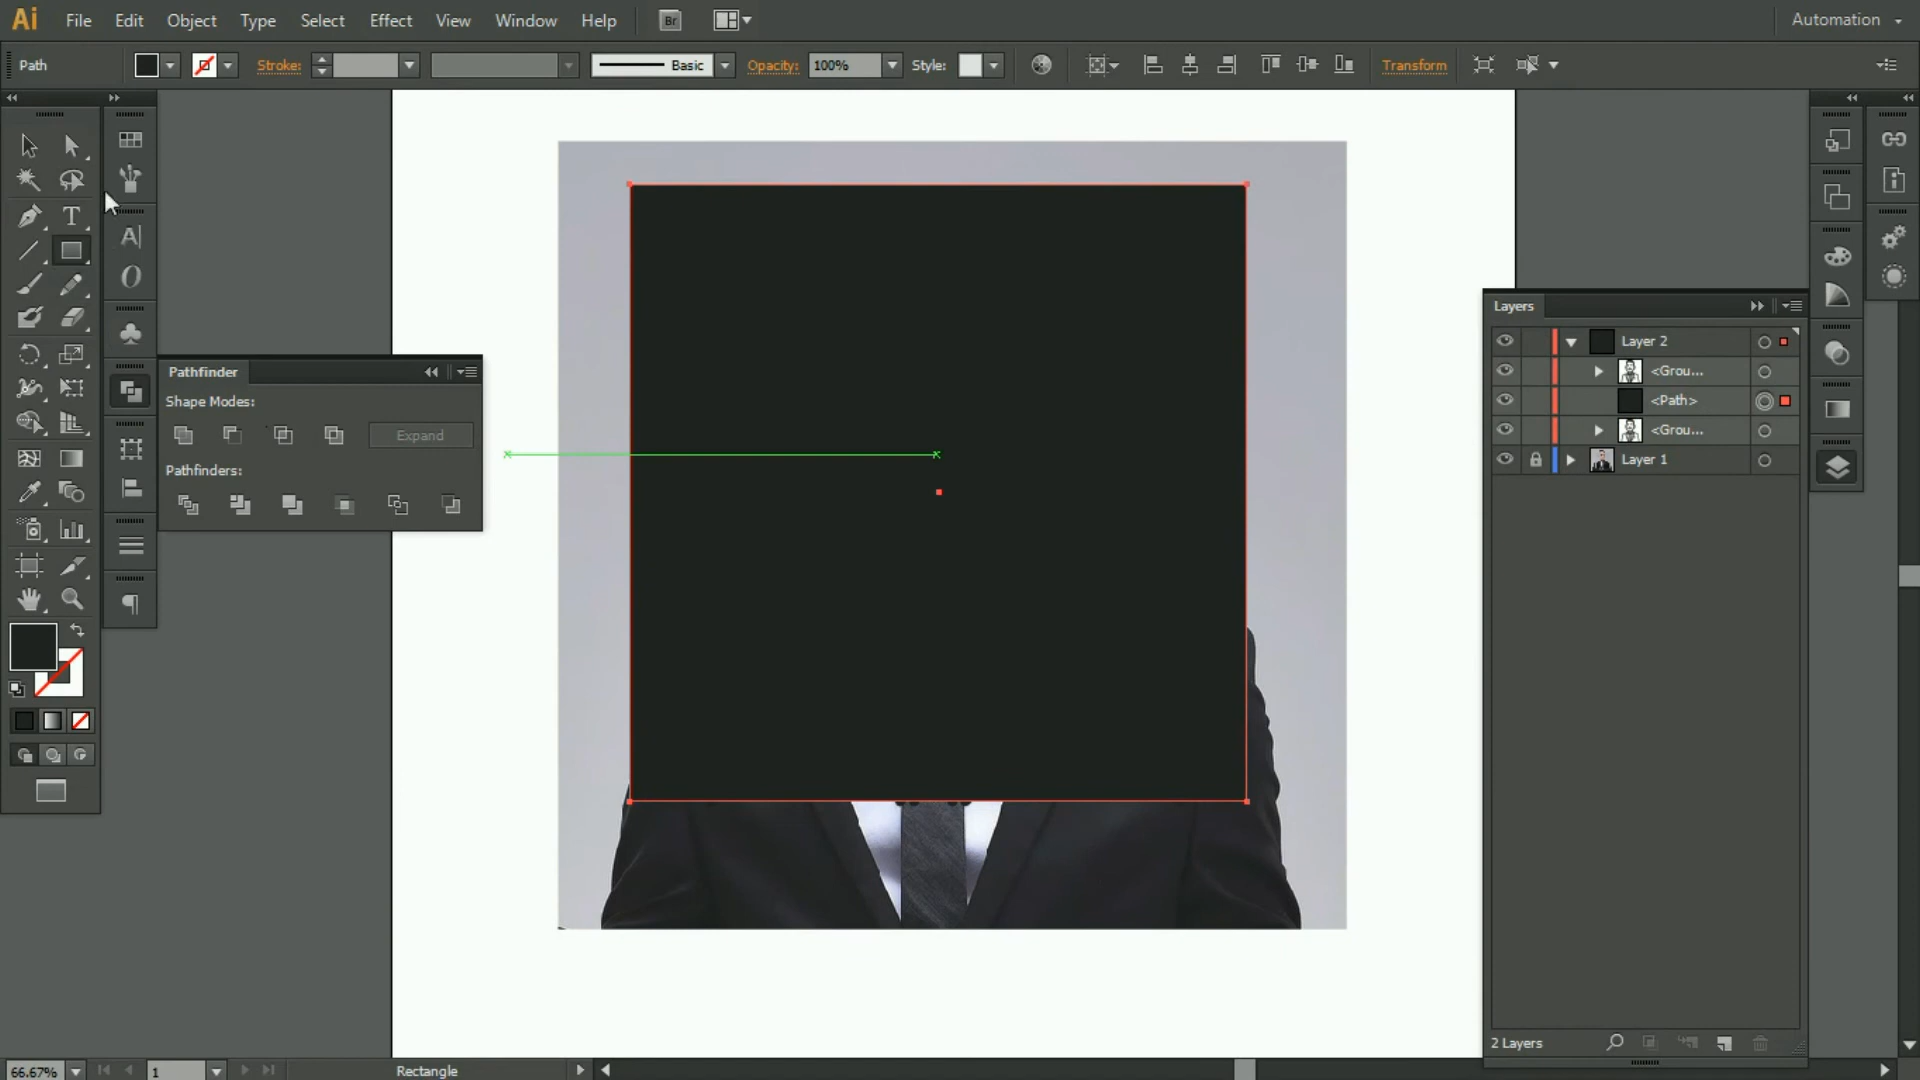 Ai File Edit Object Type Select Effect View Window Help Br Automation
Path Stroke: Basic Opacity: 100% Style: Transform
Pathfinder
Shape Modes:
Expand
Pathfinders:
Layers
Layer 2
<Grou...
<Path>
<Grou...
Layer 1
2 Layers
66.67% 1 Rectangle